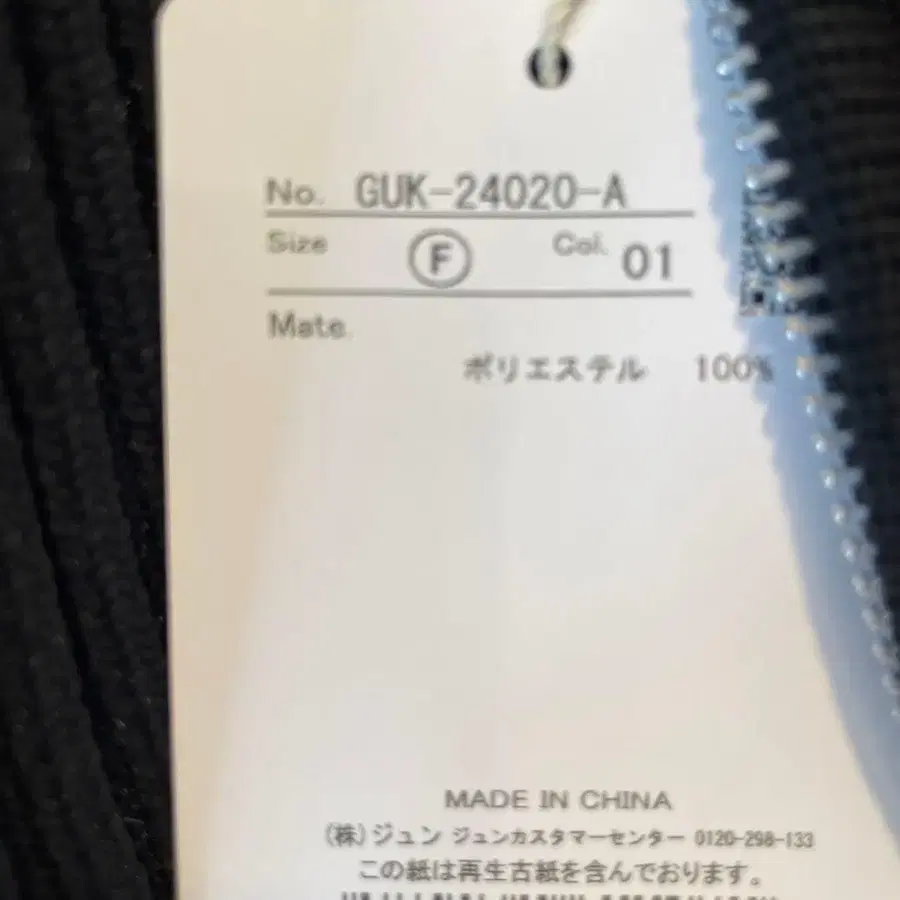 No. GUK-24020-A
Size Ⓕ Col. 01
Mate.
ポリエステル 100%
MADE IN CHINA
(株)ジュン ジュンカスタマーセンター 0120-298-133
この紙は再生古紙を含んでおります。